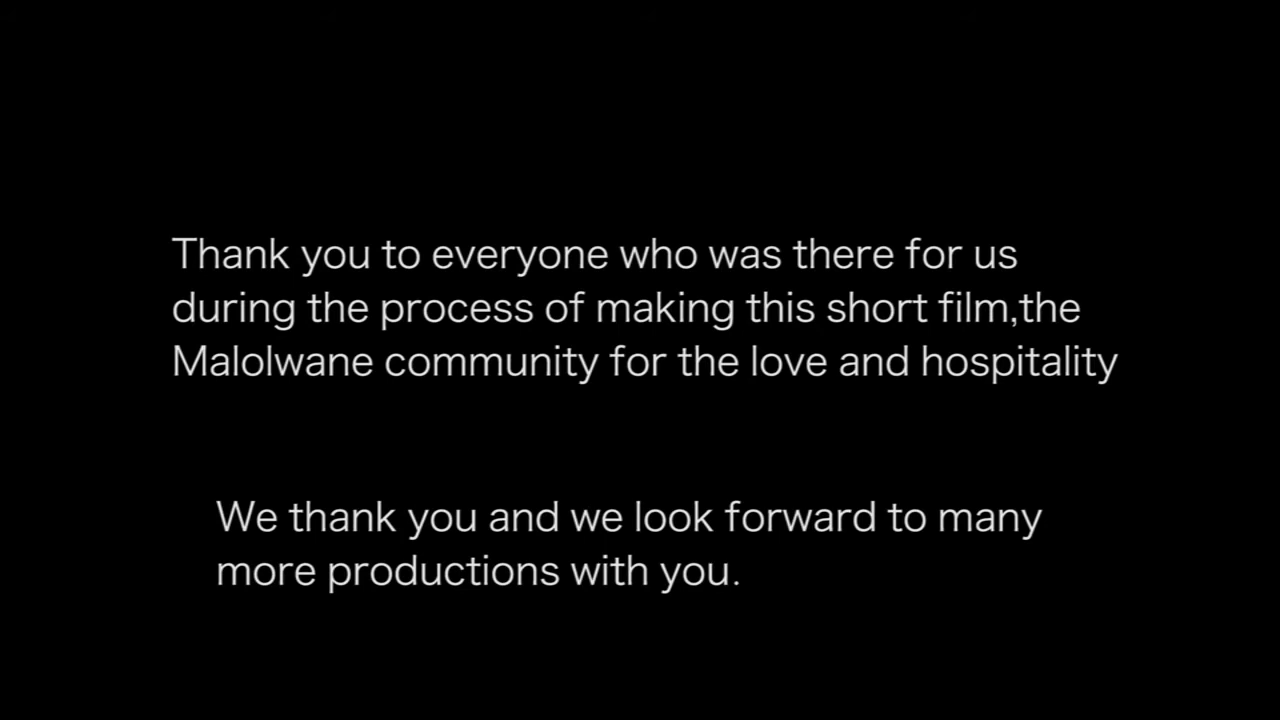 Thank you to everyone who was there for us
during the process of making this short film,the
Malolwane community for the love and hospitality
We thank you and we look forward to many
more productions with you.